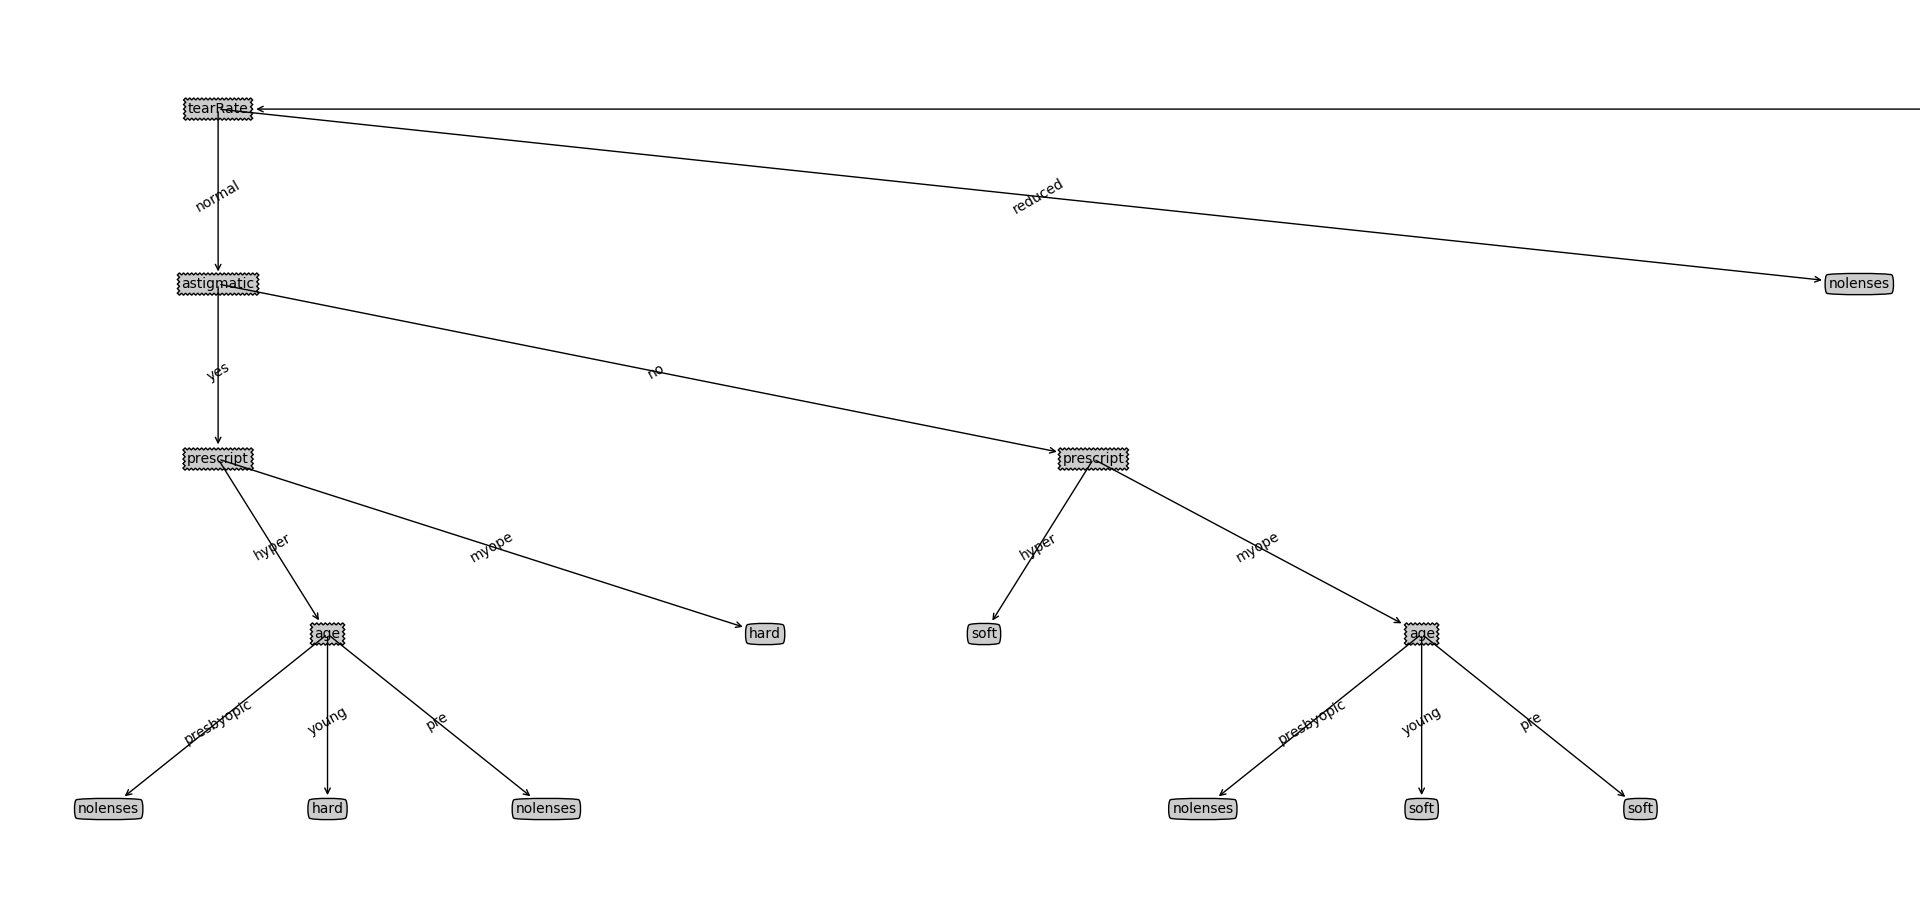 tearRate
normal
reduced
astigmatic
nolenses
yes
no
prescript
prescript
hyper
myope
hyper
myope
age
hard
soft
age
presbyopic
young
pre
presbyopic
young
pre
nolenses
hard
nolenses
nolenses
soft
soft